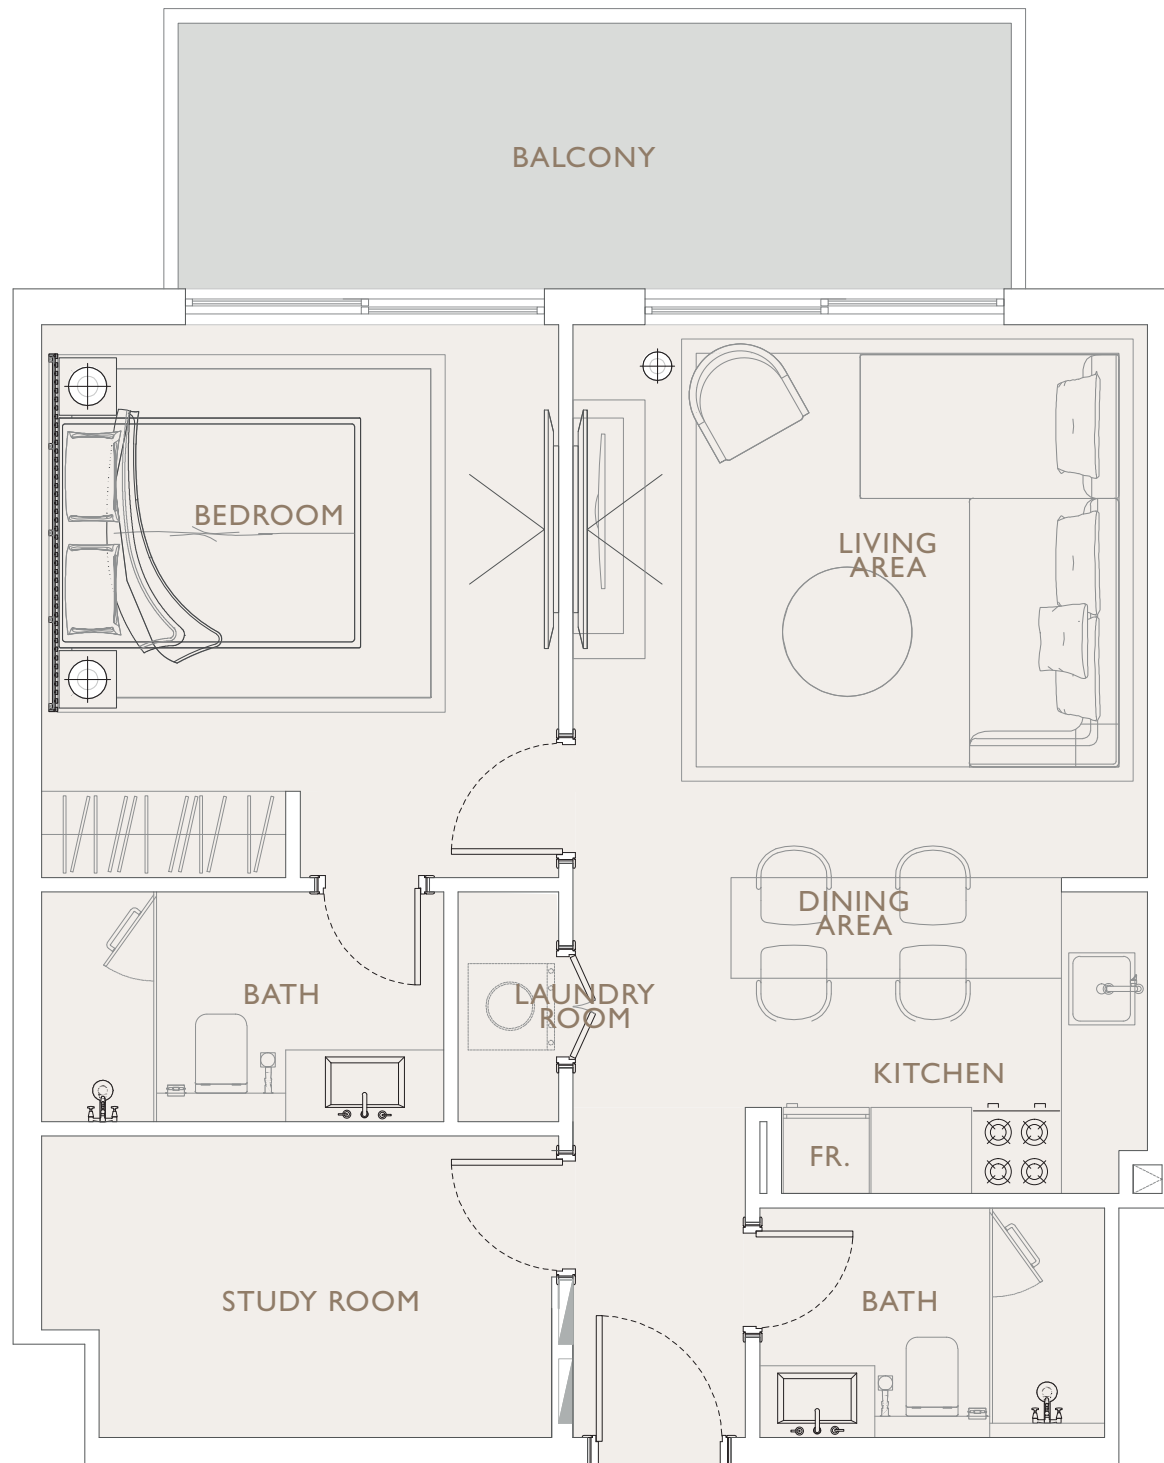 BALCONY
BEDROOM
LIVING
AREA
DINING
AREA
BATH
LAUNDRY
ROOM
KITCHEN
FR.
STUDY ROOM
BATH